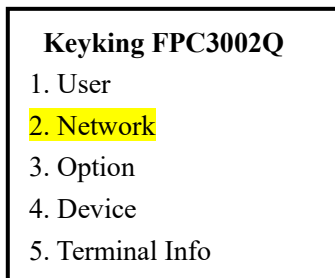 Keyking FPC3002Q
1. User
2. Network
3. Option
4. Device
5. Terminal Info